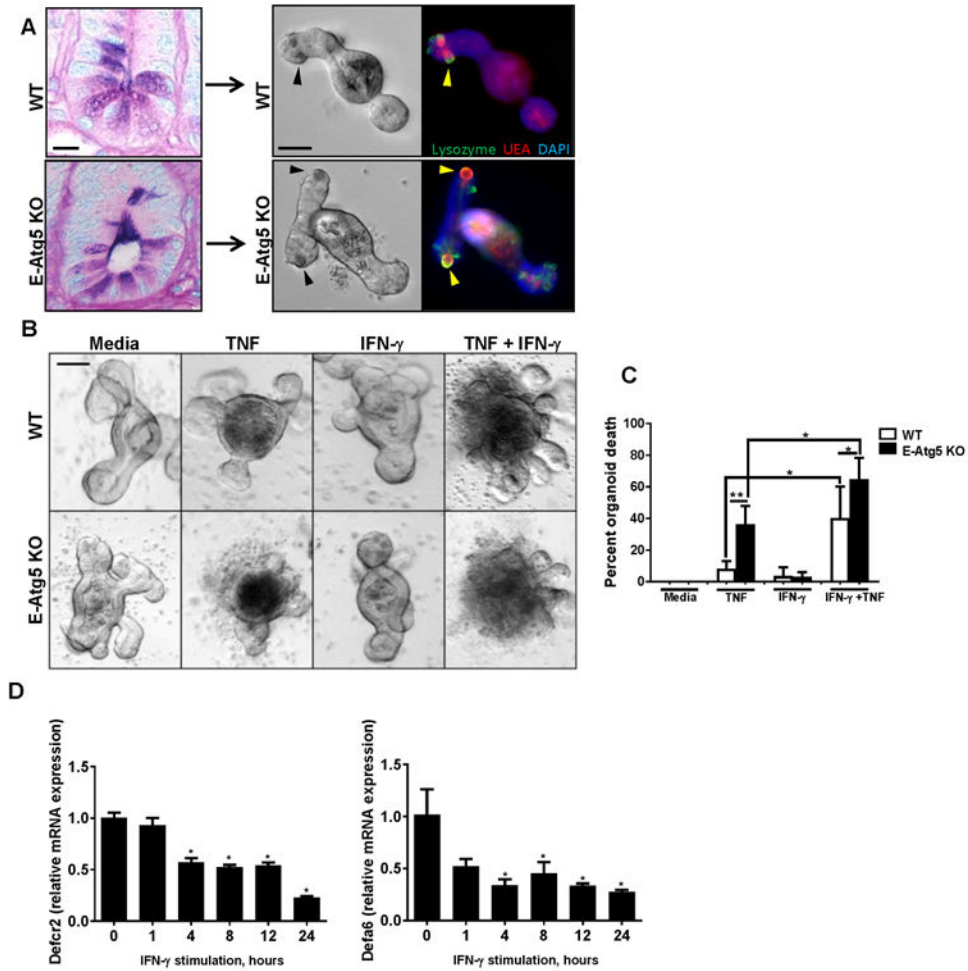 A
WT
WT
Lysozyme UEA DAPI
E-Atg5 KO
E-Atg5 KO
B
Media TNF IFN-γ TNF + IFN-γ
WT
E-Atg5 KO
C
Percent organoid death
100
80
60
40
20
0
* 
*
**
*
WT
E-Atg5 KO
Media TNF IFN-γ IFN-γ +TNF
D
Defcr2 (relative mRNA expression)
1.5
1.0
0.5
0.0
* * * *
0 1 4 8 12 24
IFN-γ stimulation, hours
Defa6 (relative mRNA expression)
1.5
1.0
0.5
0.0
* * * *
0 1 4 8 12 24
IFN-γ stimulation, hours